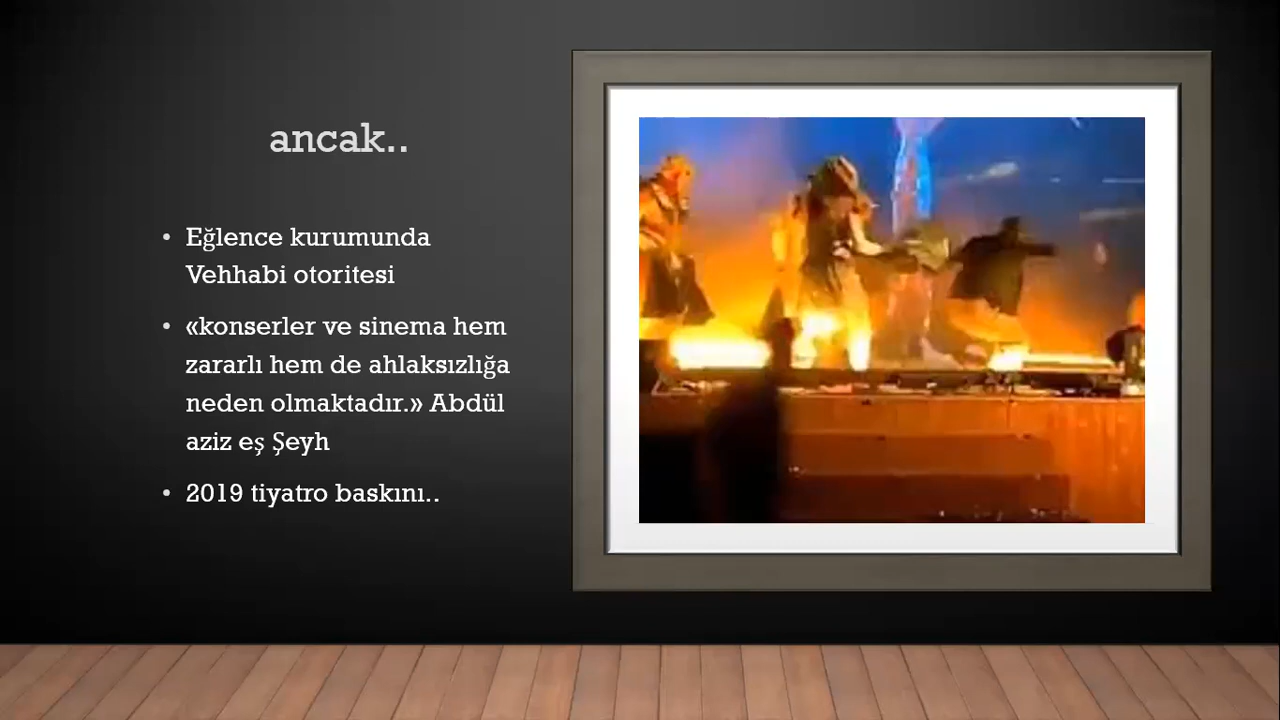 ancak..
• Eğlence kurumunda
Vehhabi otoritesi
• «konserler ve sinema hem
zararlı hem de ahlaksızlığa
neden olmaktadır.» Abdül
aziz eş Şeyh
• 2019 tiyatro baskını..